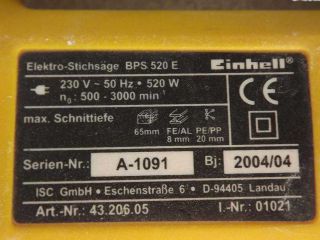 Elektro-Stichsäge BPS 520 E
Einhell
230 V ~ 50 Hz • 520 W
n₀ : 500 - 3000 min⁻¹
CE
max. Schnittiefe
65mm FE/AL PE/PP
8 mm 20 mm
Serien-Nr.: A-1091 Bj: 2004/04
ISC GmbH • Eschenstraße 6 • D-94405 Landau
Art.-Nr.: 43.206.05 I.-Nr.: 01021